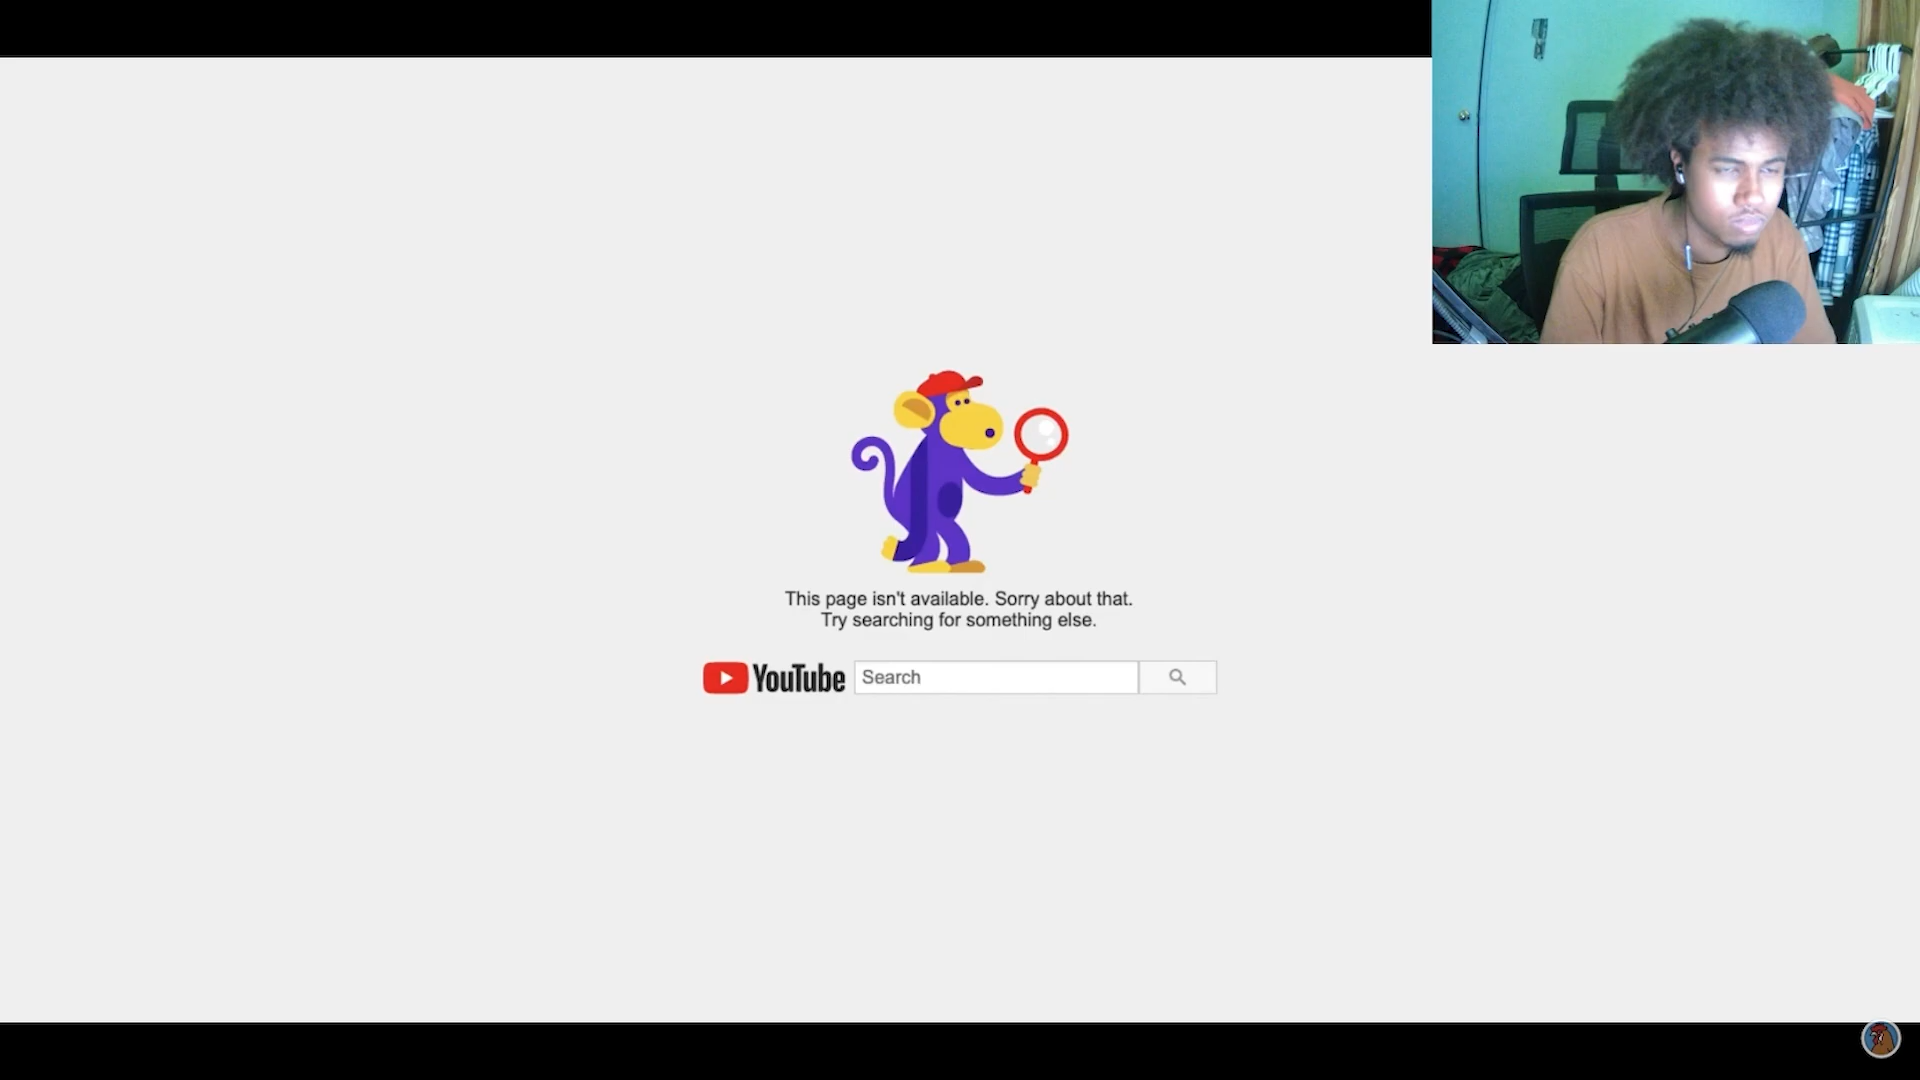 This page isn't available. Sorry about that.
Try searching for something else.
YouTube Search